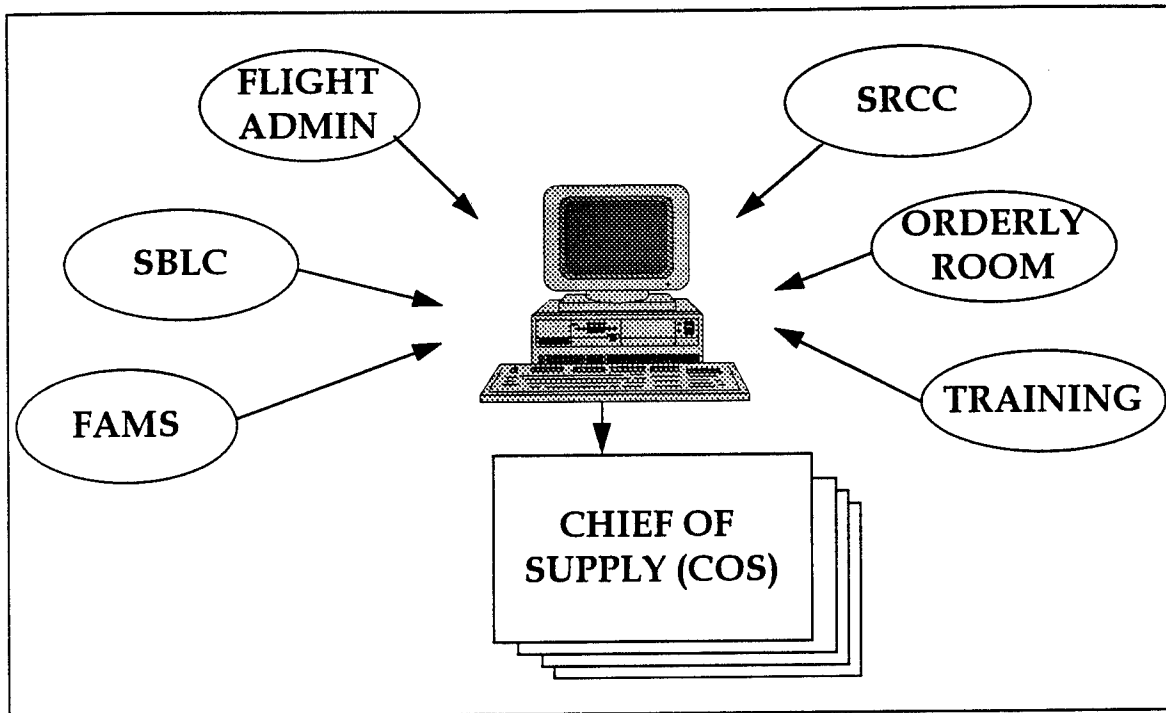 FLIGHT
ADMIN
SRCC
SBLC
ORDERLY
ROOM
FAMS
TRAINING
CHIEF OF
SUPPLY (COS)